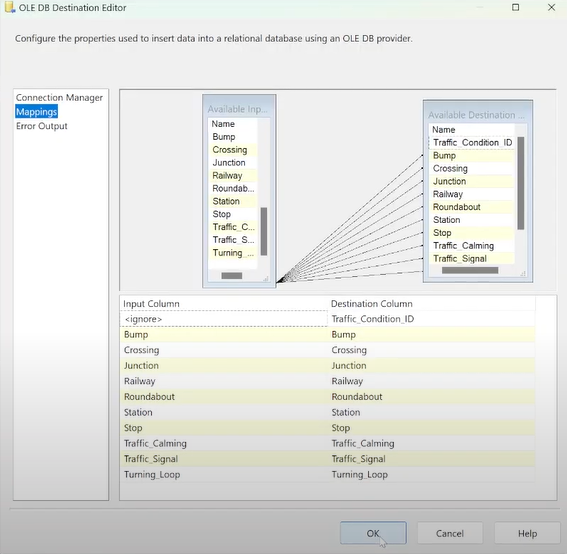 OLE DB Destination Editor
Configure the properties used to insert data into a relational database using an OLE DB provider.
Connection Manager
Mappings
Error Output
Available Inp...
Name
Bump
Crossing
Junction
Railway
Roundab...
Station
Stop
Traffic_C...
Traffic_S...
Turning_...
Available Destination ...
Name
Traffic_Condition_ID
Bump
Crossing
Junction
Railway
Roundabout
Station
Stop
Traffic_Calming
Traffic_Signal
Input Column Destination Column
<ignore> Traffic_Condition_ID
Bump Bump
Crossing Crossing
Junction Junction
Railway Railway
Roundabout Roundabout
Station Station
Stop Stop
Traffic_Calming Traffic_Calming
Traffic_Signal Traffic_Signal
Turning_Loop Turning_Loop
OK Cancel Help